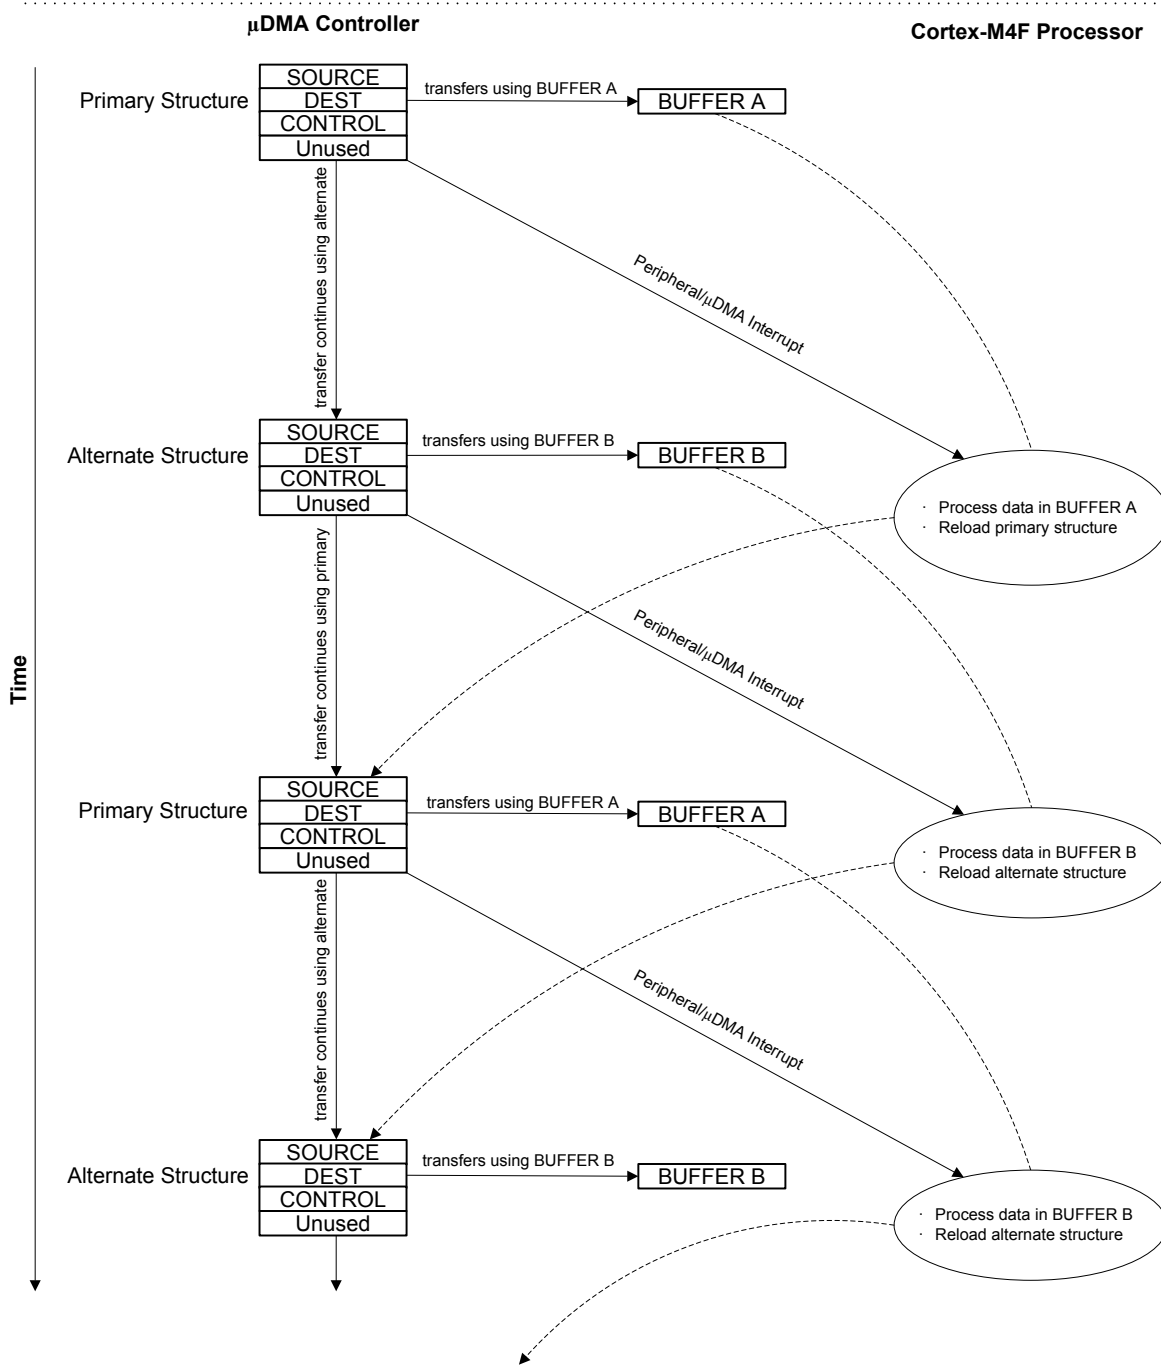 µDMA Controller
Cortex-M4F Processor
Time
Primary Structure
SOURCE
DEST
CONTROL
Unused
transfers using BUFFER A
BUFFER A
transfer continues using alternate
Peripheral/µDMA Interrupt
Alternate Structure
SOURCE
DEST
CONTROL
Unused
transfers using BUFFER B
BUFFER B
· Process data in BUFFER A
· Reload primary structure
transfer continues using primary
Peripheral/µDMA Interrupt
Primary Structure
SOURCE
DEST
CONTROL
Unused
transfers using BUFFER A
BUFFER A
· Process data in BUFFER B
· Reload alternate structure
transfer continues using alternate
Peripheral/µDMA Interrupt
Alternate Structure
SOURCE
DEST
CONTROL
Unused
transfers using BUFFER B
BUFFER B
· Process data in BUFFER B
· Reload alternate structure